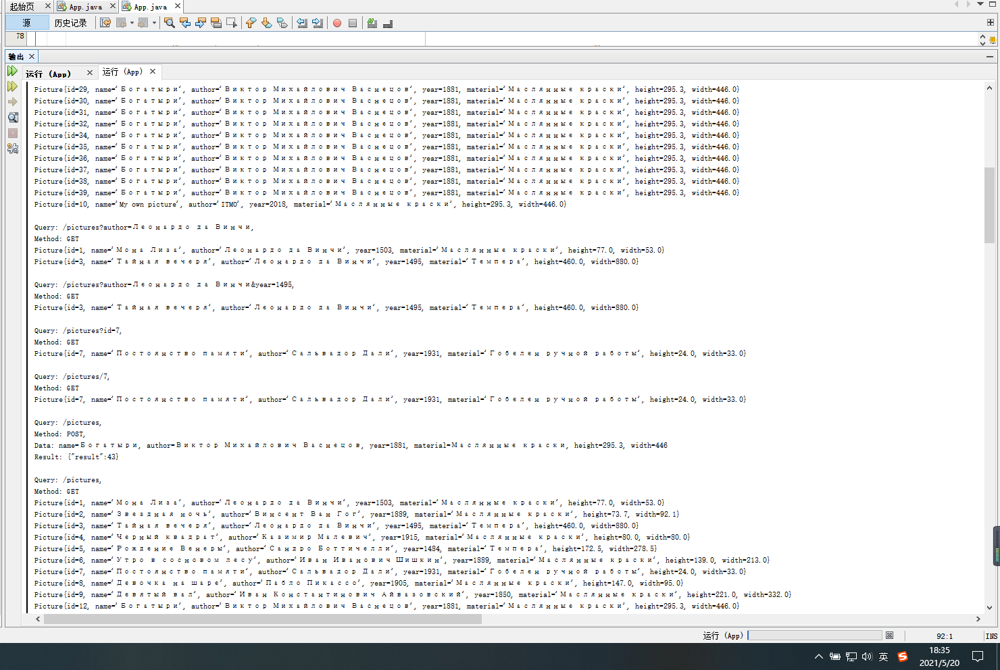 起始页
App.java
App.java
源
历史记录
78
输出
运行 (App)
运行 (App)
Picture{id=29, name='Богатыри', author='Виктор Михайлович Васнецов', year=1881, material='Маслянные краски', height=295.3, width=446.0}
Picture{id=30, name='Богатыри', author='Виктор Михайлович Васнецов', year=1881, material='Маслянные краски', height=295.3, width=446.0}
Picture{id=31, name='Богатыри', author='Виктор Михайлович Васнецов', year=1881, material='Маслянные краски', height=295.3, width=446.0}
Picture{id=32, name='Богатыри', author='Виктор Михайлович Васнецов', year=1881, material='Маслянные краски', height=295.3, width=446.0}
Picture{id=34, name='Богатыри', author='Виктор Михайлович Васнецов', year=1881, material='Маслянные краски', height=295.3, width=446.0}
Picture{id=35, name='Богатыри', author='Виктор Михайлович Васнецов', year=1881, material='Маслянные краски', height=295.3, width=446.0}
Picture{id=36, name='Богатыри', author='Виктор Михайлович Васнецов', year=1881, material='Маслянные краски', height=295.3, width=446.0}
Picture{id=37, name='Богатыри', author='Виктор Михайлович Васнецов', year=1881, material='Маслянные краски', height=295.3, width=446.0}
Picture{id=38, name='Богатыри', author='Виктор Михайлович Васнецов', year=1881, material='Маслянные краски', height=295.3, width=446.0}
Picture{id=39, name='Богатыри', author='Виктор Михайлович Васнецов', year=1881, material='Маслянные краски', height=295.3, width=446.0}
Picture{id=10, name='My own picture', author='ITMO', year=2018, material='Маслянные краски', height=295.3, width=446.0}
Query: /pictures?author=Леонардо да Винчи,
Method: GET
Picture{id=1, name='Мона Лиза', author='Леонардо да Винчи', year=1503, material='Маслянные краски', height=77.0, width=53.0}
Picture{id=3, name='Тайная вечеря', author='Леонардо да Винчи', year=1495, material='Темпера', height=460.0, width=880.0}
Query: /pictures?author=Леонардо да Винчи&year=1495,
Method: GET
Picture{id=3, name='Тайная вечеря', author='Леонардо да Винчи', year=1495, material='Темпера', height=460.0, width=880.0}
Query: /pictures?id=7,
Method: GET
Picture{id=7, name='Постоянство памяти', author='Сальвадор Дали', year=1931, material='Гобелен ручной работы', height=24.0, width=33.0}
Query: /pictures/7,
Method: GET
Picture{id=7, name='Постоянство памяти', author='Сальвадор Дали', year=1931, material='Гобелен ручной работы', height=24.0, width=33.0}
Query: /pictures,
Method: POST,
Data: name=Богатыри, author=Виктор Михайлович Васнецов, year=1881, material=Маслянные краски, height=295.3, width=446
Result: {"result":43}
Query: /pictures,
Method: GET
Picture{id=1, name='Мона Лиза', author='Леонардо да Винчи', year=1503, material='Маслянные краски', height=77.0, width=53.0}
Picture{id=2, name='Звездная ночь', author='Винсент Ван Гог', year=1889, material='Маслянные краски', height=73.7, width=92.1}
Picture{id=3, name='Тайная вечеря', author='Леонардо да Винчи', year=1495, material='Темпера', height=460.0, width=880.0}
Picture{id=4, name='Черный квадрат', author='Казимир Малевич', year=1915, material='Маслянные краски', height=80.0, width=80.0}
Picture{id=5, name='Рождение Венеры', author='Сандро Боттичелли', year=1484, material='Темпера', height=172.5, width=278.5}
Picture{id=6, name='Утро в сосновом лесу', author='Иван Иванович Шишкин', year=1889, material='Маслянные краски', height=139.0, width=213.0}
Picture{id=7, name='Постоянство памяти', author='Сальвадор Дали', year=1931, material='Гобелен ручной работы', height=24.0, width=33.0}
Picture{id=8, name='Девочка на шаре', author='Пабло Пикассо', year=1905, material='Маслянные краски', height=147.0, width=95.0}
Picture{id=9, name='Девятый вал', author='Иван Константинович Айвазовский', year=1850, material='Маслянные краски', height=221.0, width=332.0}
Picture{id=12, name='Богатыри', author='Виктор Михайлович Васнецов', year=1881, material='Маслянные краски', height=295.3, width=446.0}
运行 (App)
92:1
INS
英
18:35
2021/5/20